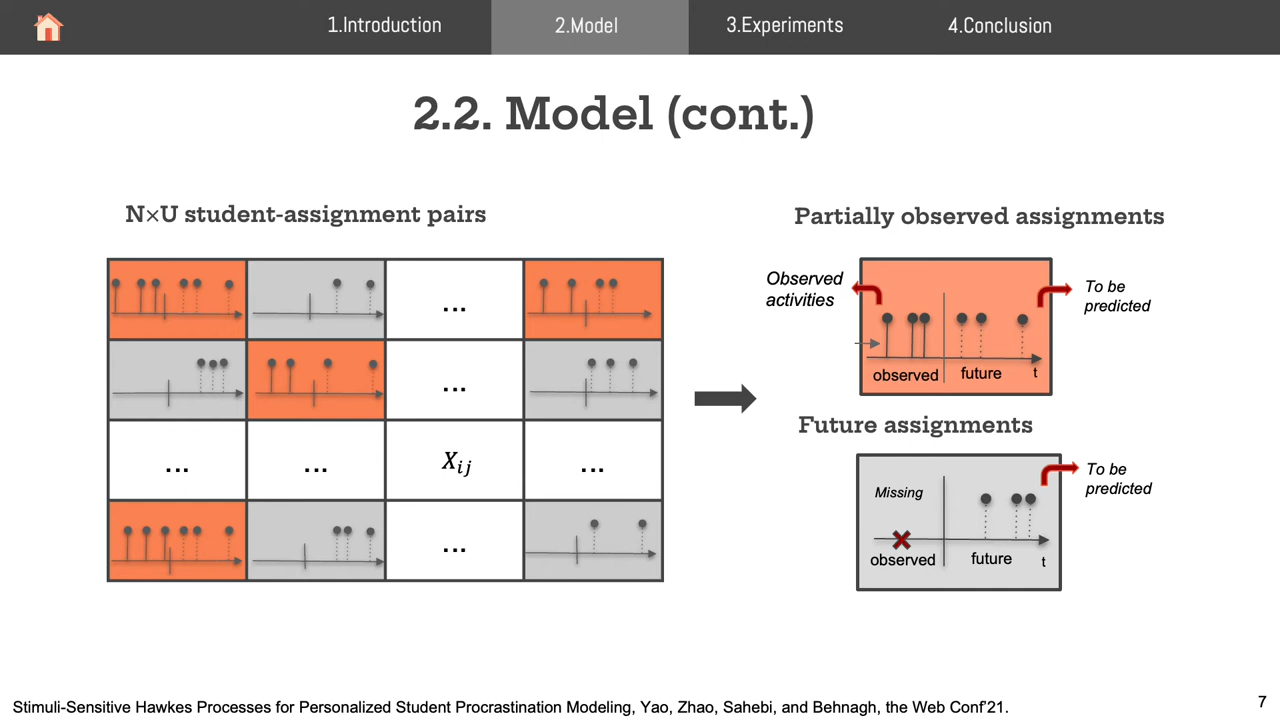 1.Introduction
2.Model
3.Experiments
4.Conclusion
2.2. Model (cont.)
N×U student-assignment pairs
...
...
... ... X_ij ...
...
Partially observed assignments
Observed
activities
To be
predicted
observed future t
Future assignments
Missing
To be
predicted
observed future t
Stimuli-Sensitive Hawkes Processes for Personalized Student Procrastination Modeling, Yao, Zhao, Sahebi, and Behnagh, the Web Conf'21.
7